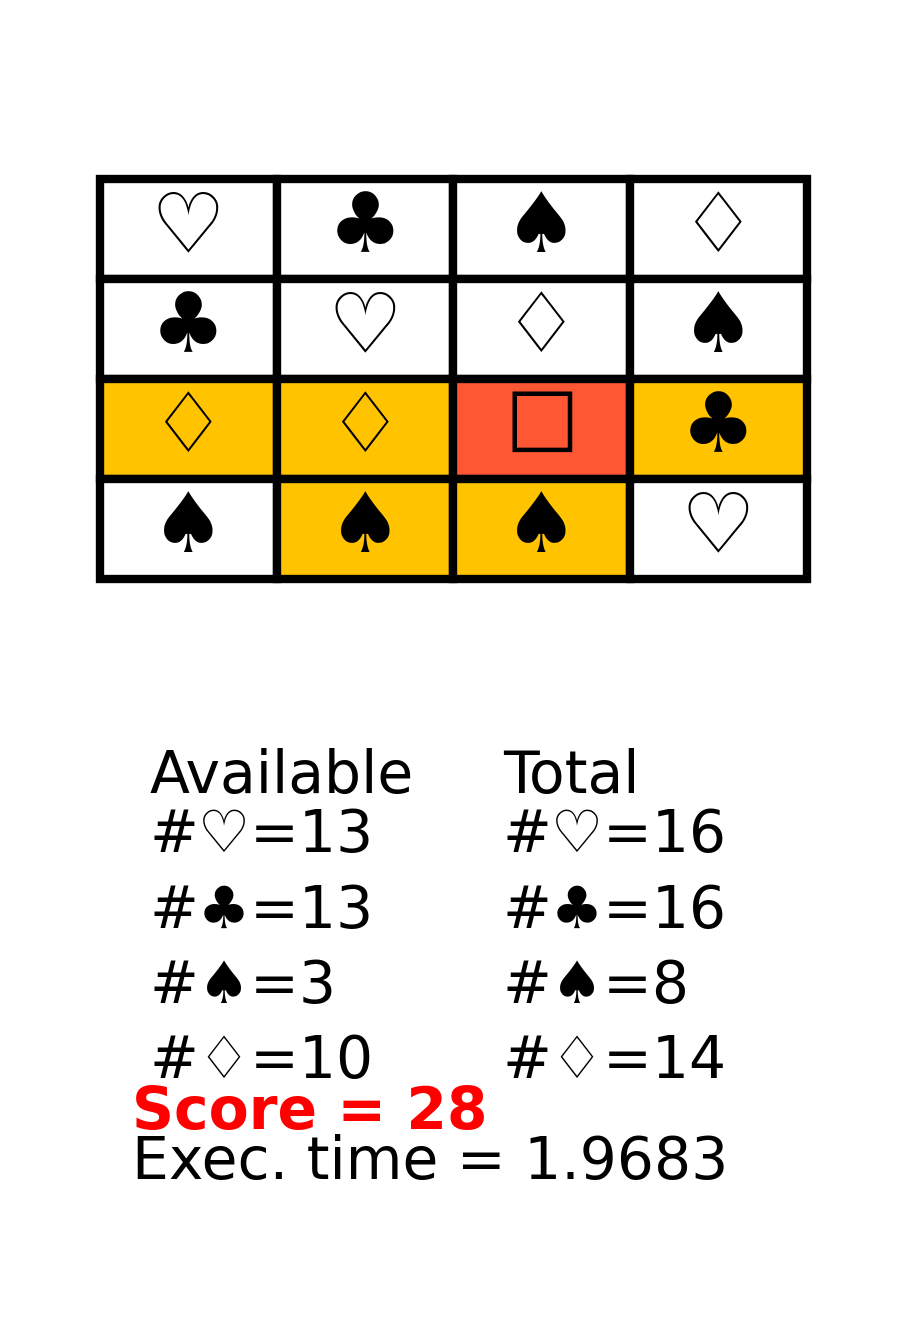 ♡ ♣ ♠ ♢
♣ ♡ ♢ ♠
♢ ♢ □ ♣
♠ ♠ ♠ ♡
Available Total
#♡=13 #♡=16
#♣=13 #♣=16
#♠=3 #♠=8
#♢=10 #♢=14
Score = 28
Exec. time = 1.9683